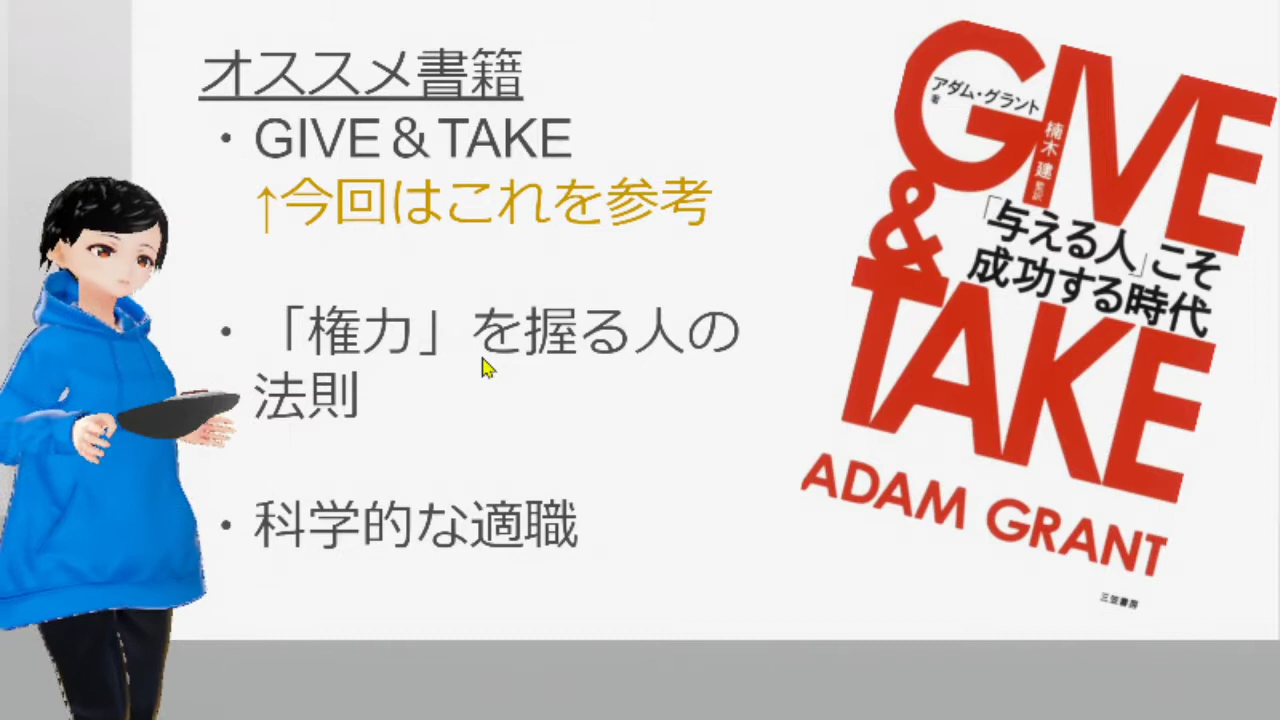 オススメ書籍
・GIVE＆TAKE
↑今回はこれを参考
・「権力」を握る人の
法則
・科学的な適職
GIVE
アダム・グラント
著
楠木 建 監訳
&
「与える人」こそ
成功する時代
TAKE
ADAM GRANT
三笠書房